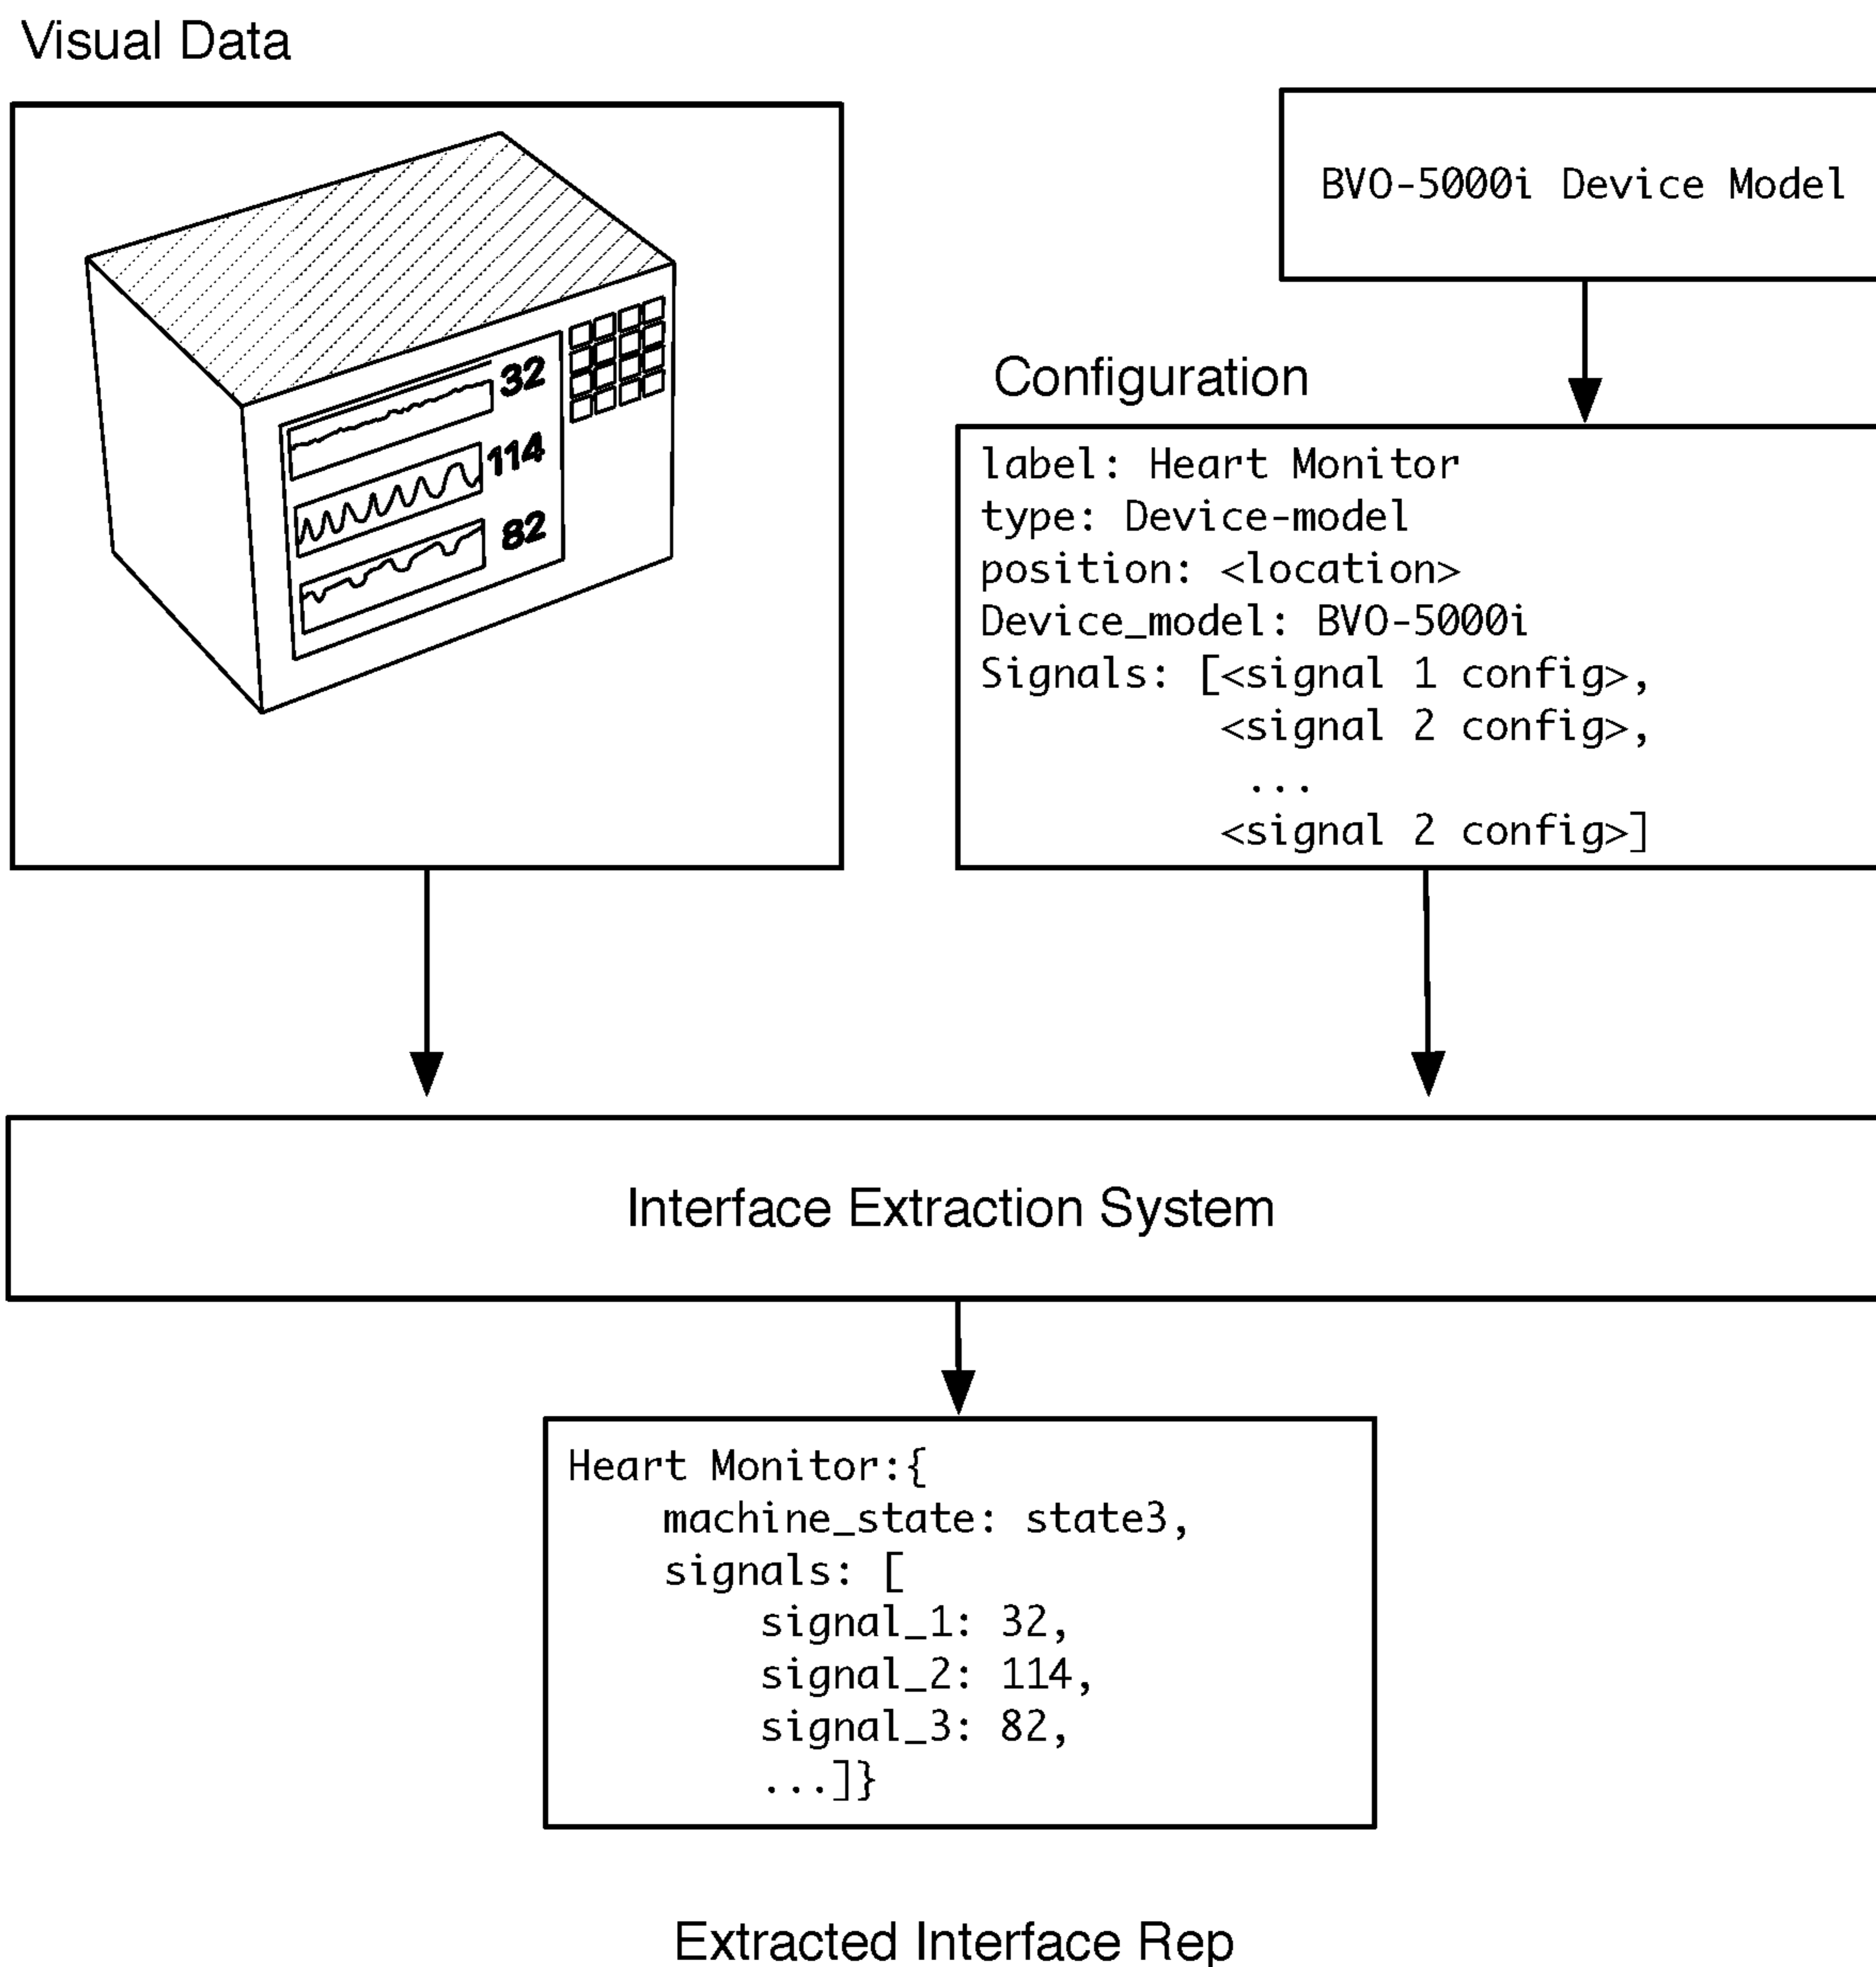 Visual Data
32
114
82
BVO-5000i Device Model
Configuration
label: Heart Monitor
type: Device-model
position: <location>
Device_model: BVO-5000i
Signals: [<signal 1 config>,
<signal 2 config>,
...
<signal 2 config>]
Interface Extraction System
Heart Monitor:{
machine_state: state3,
signals: [
signal_1: 32,
signal_2: 114,
signal_3: 82,
...]}
Extracted Interface Rep